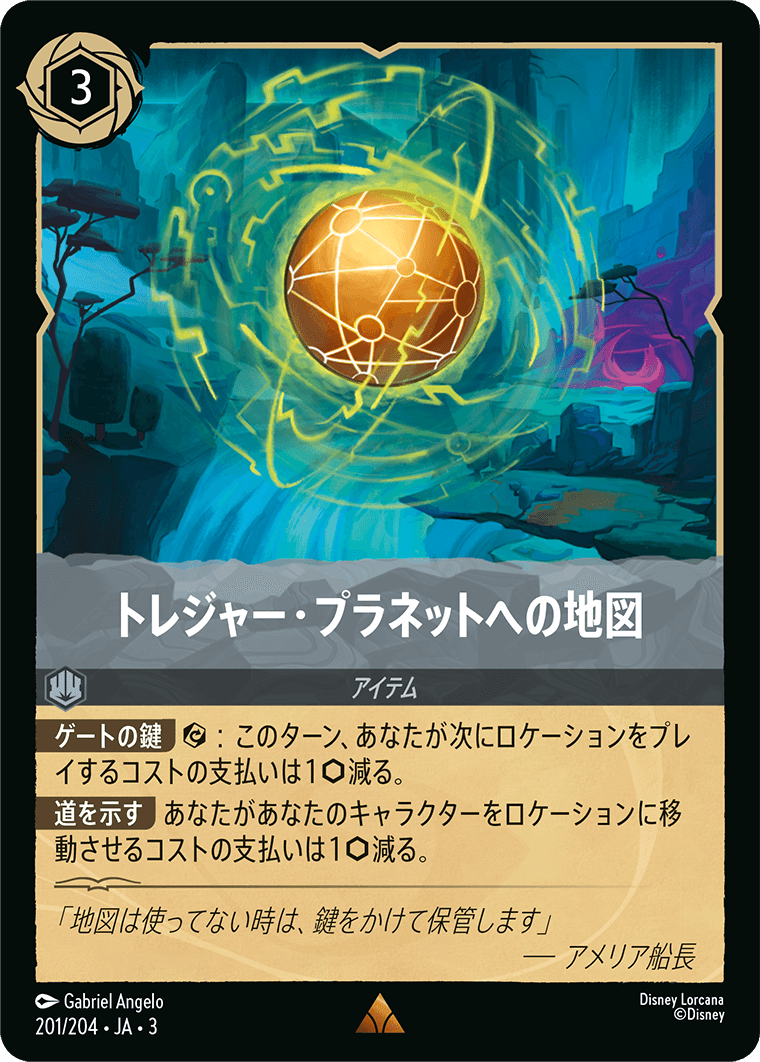 3
トレジャー・プラネットへの地図
アイテム
ゲートの鍵 : このターン、あなたが次にロケーションをプレ
イするコストの支払いは1減る。
道を示す あなたがあなたのキャラクターをロケーションに移
動させるコストの支払いは1減る。
「地図は使ってない時は、鍵をかけて保管します」
— アメリア船長
Gabriel Angelo
201/204・JA・3
Disney Lorcana
©Disney